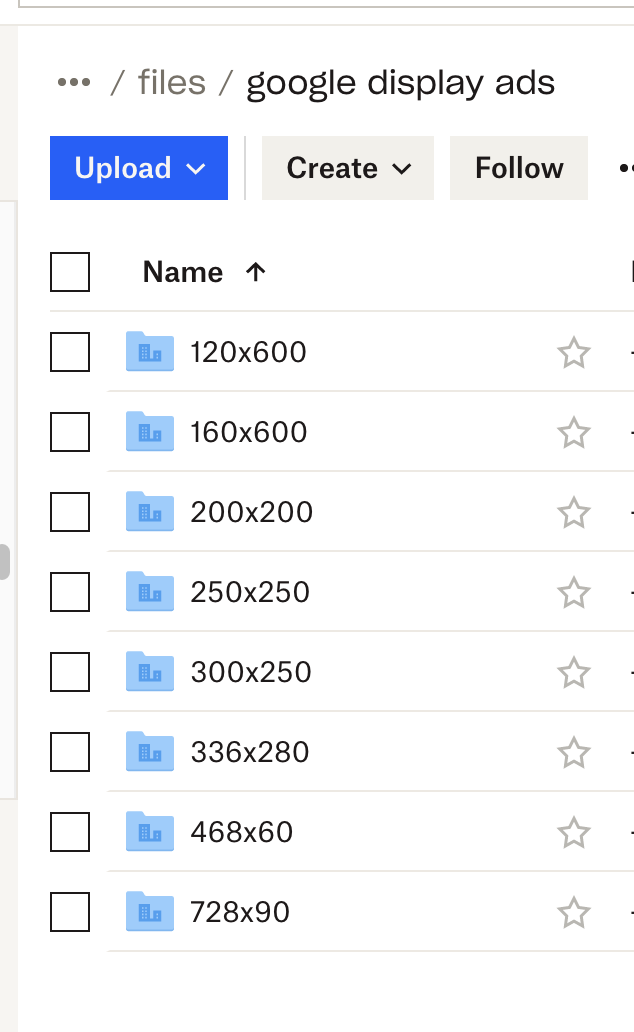 ... / files / google display ads
Upload
Create
Follow
Name
120x600
160x600
200x200
250x250
300x250
336x280
468x60
728x90